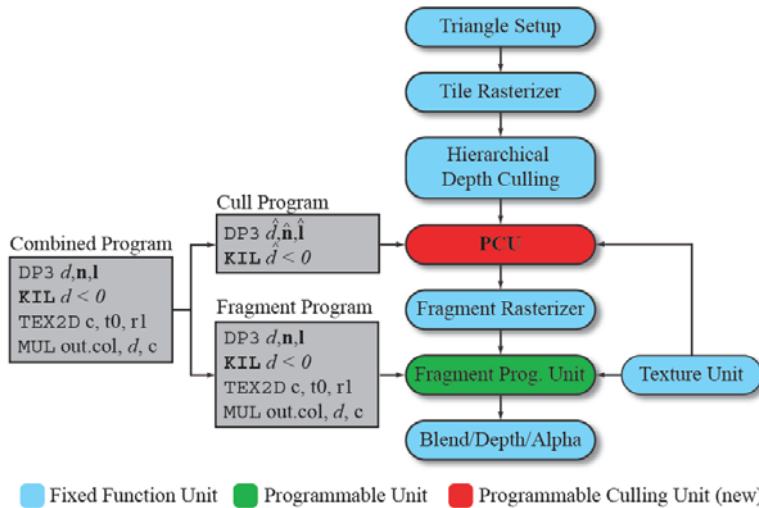 Triangle Setup
Tile Rasterizer
Hierarchical
Depth Culling
Cull Program
DP3 d̂,n̂,l̂
KIL d̂ < 0
PCU
Combined Program
DP3 d,n,l
KIL d < 0
TEX2D c, t0, r1
MUL out.col, d, c
Fragment Rasterizer
Fragment Program
DP3 d,n,l
KIL d < 0
TEX2D c, t0, r1
MUL out.col, d, c
Fragment Prog. Unit
Texture Unit
Blend/Depth/Alpha
Fixed Function Unit
Programmable Unit
Programmable Culling Unit (new)